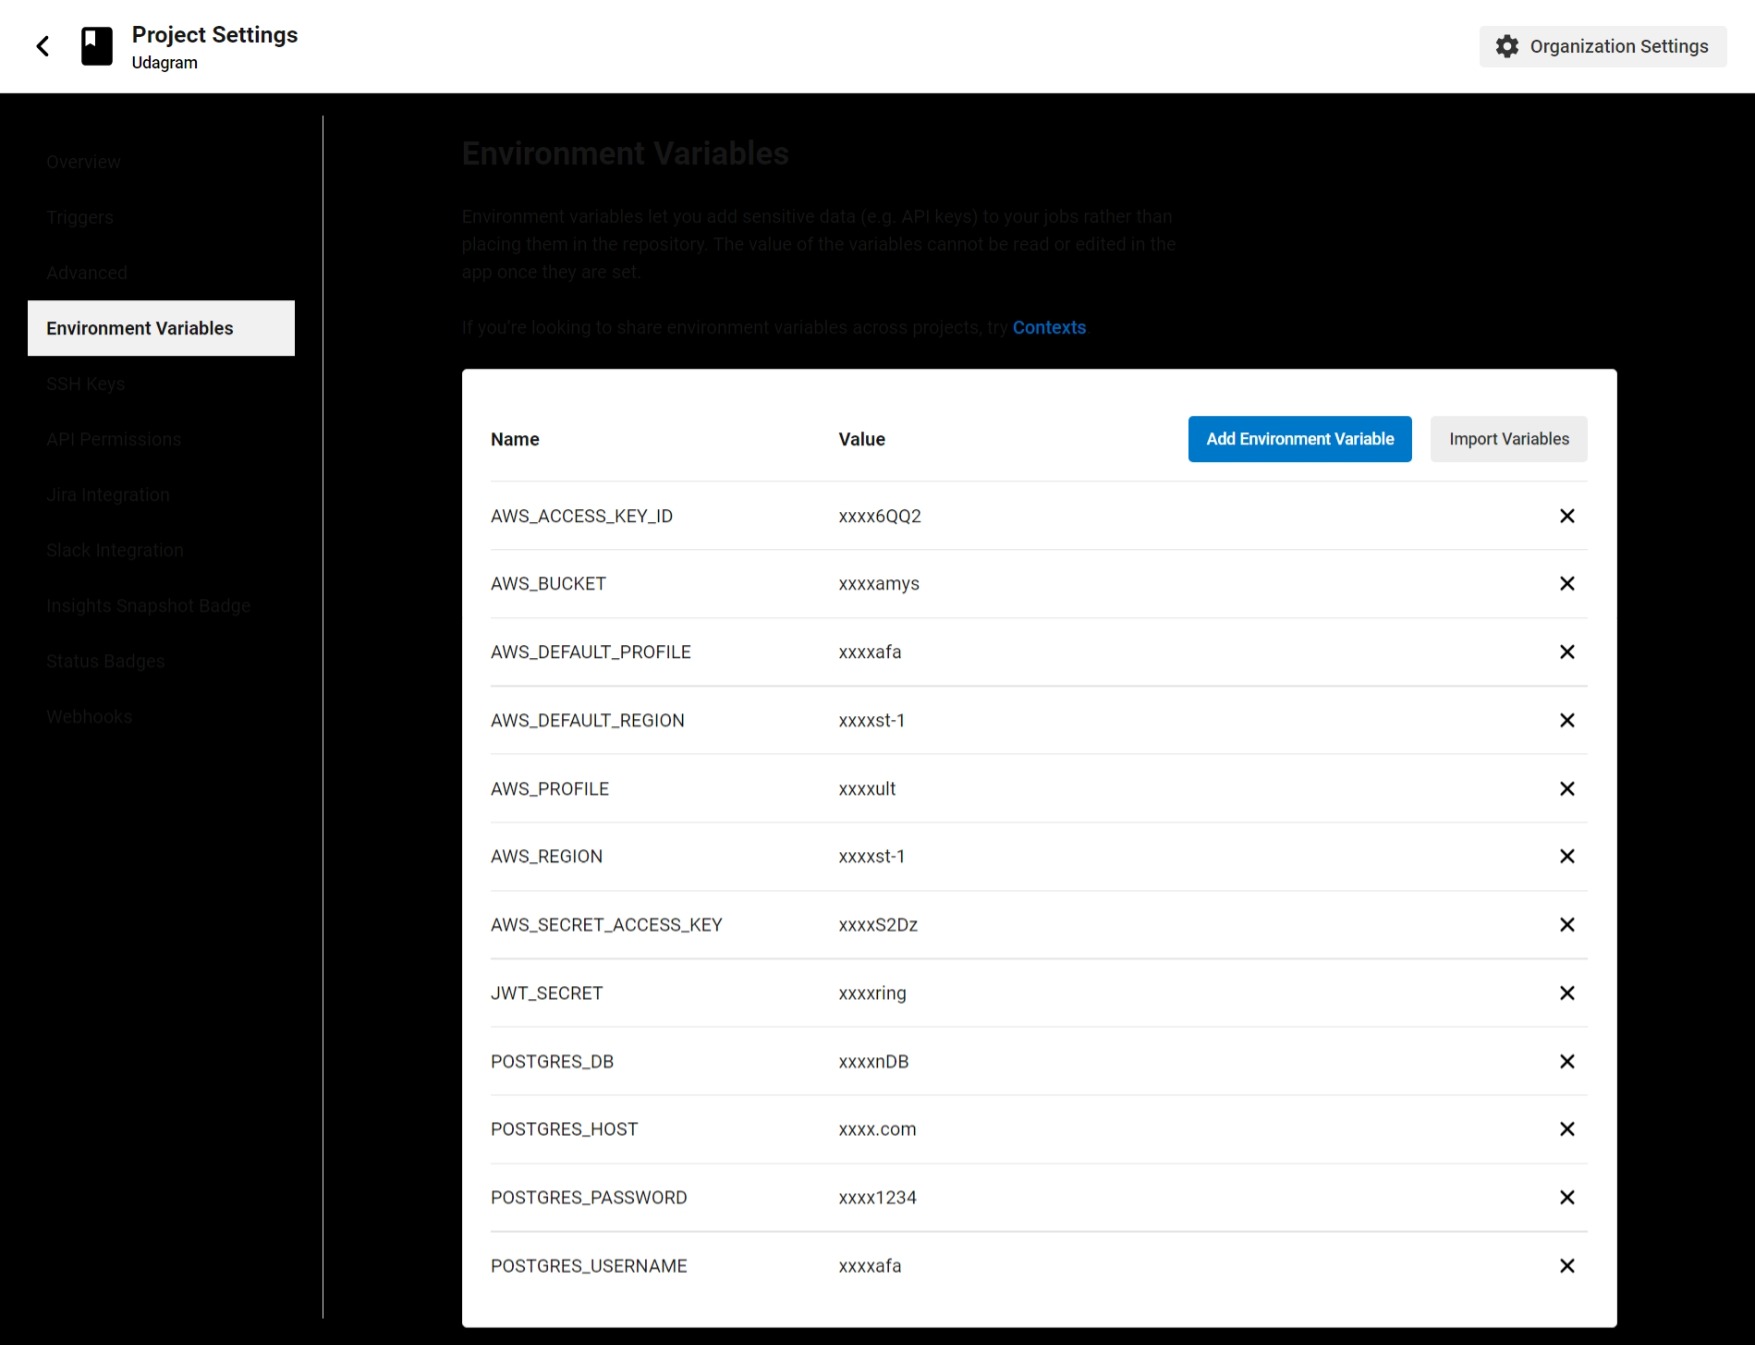 Project Settings
Udagram
Organization Settings
Overview
Triggers
Advanced
Environment Variables
SSH Keys
API Permissions
Jira Integration
Slack Integration
Insights Snapshot Badge
Status Badges
Webhooks
Environment Variables
Environment variables let you add sensitive data (e.g. API keys) to your jobs rather than
placing them in the repository. The value of the variables cannot be read or edited in the
app once they are set.
If you're looking to share environment variables across projects, try Contexts
Name Value Add Environment Variable Import Variables
AWS_ACCESS_KEY_ID xxxx6QQ2
AWS_BUCKET xxxxamys
AWS_DEFAULT_PROFILE xxxxafa
AWS_DEFAULT_REGION xxxxst-1
AWS_PROFILE xxxxult
AWS_REGION xxxxst-1
AWS_SECRET_ACCESS_KEY xxxxS2Dz
JWT_SECRET xxxxring
POSTGRES_DB xxxxnDB
POSTGRES_HOST xxxx.com
POSTGRES_PASSWORD xxxx1234
POSTGRES_USERNAME xxxxafa